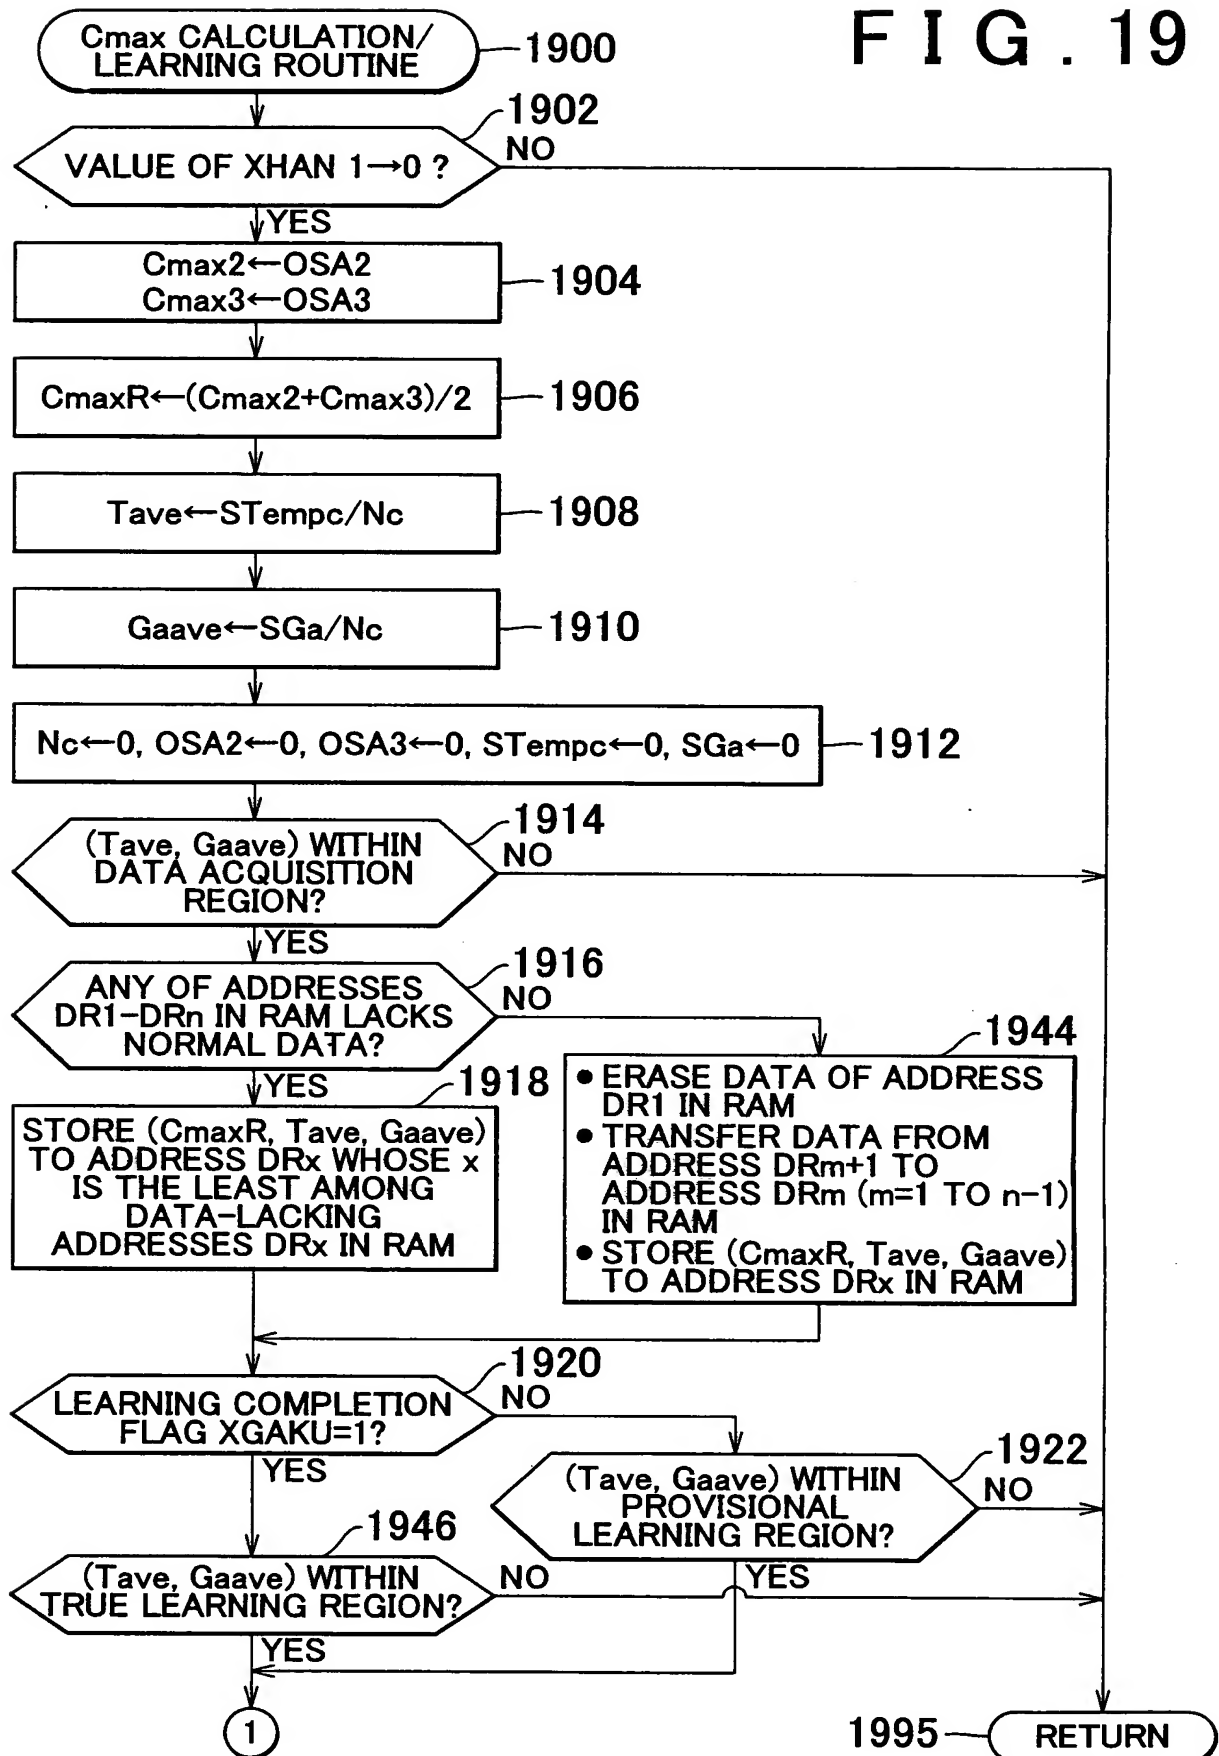 FIG. 19
Cmax CALCULATION/
LEARNING ROUTINE
1900
1902
VALUE OF XHAN 1→0 ?
NO
YES
Cmax2←OSA2
Cmax3←OSA3
1904
CmaxR←(Cmax2+Cmax3)/2
1906
Tave←STempc/Nc
1908
Gaave←SGa/Nc
1910
Nc←0, OSA2←0, OSA3←0, STempc←0, SGa←0
1912
1914
(Tave, Gaave) WITHIN
DATA ACQUISITION
REGION?
NO
YES
1916
ANY OF ADDRESSES
DR1-DRn IN RAM LACKS
NORMAL DATA?
NO
YES
1918
STORE (CmaxR, Tave, Gaave)
TO ADDRESS DRx WHOSE x
IS THE LEAST AMONG
DATA-LACKING
ADDRESSES DRx IN RAM
1944
• ERASE DATA OF ADDRESS
DR1 IN RAM
• TRANSFER DATA FROM
ADDRESS DRm+1 TO
ADDRESS DRm (m=1 TO n-1)
IN RAM
• STORE (CmaxR, Tave, Gaave)
TO ADDRESS DRx IN RAM
1920
LEARNING COMPLETION
FLAG XGAKU=1?
NO
YES
1922
(Tave, Gaave) WITHIN
PROVISIONAL
LEARNING REGION?
NO
YES
1946
(Tave, Gaave) WITHIN
TRUE LEARNING REGION?
NO
YES
1
1995
RETURN